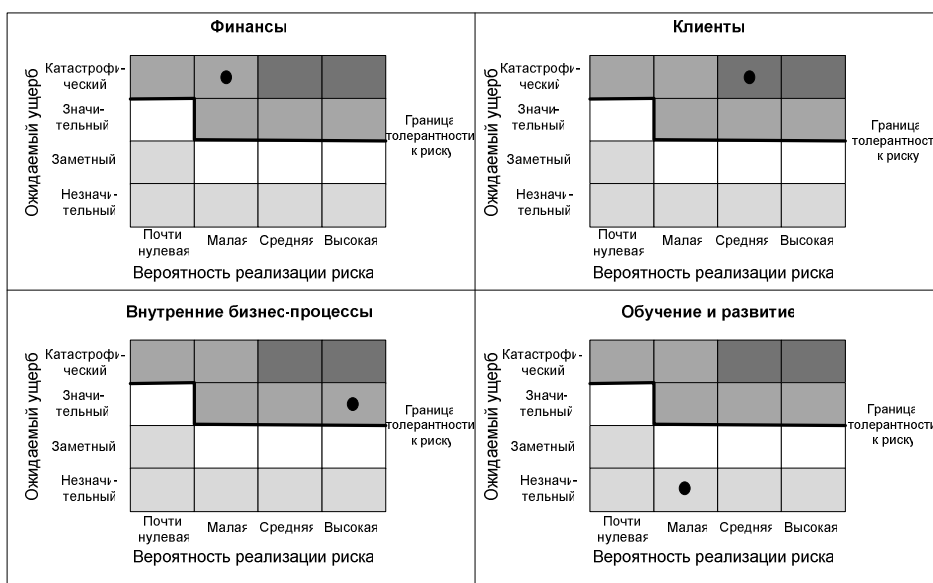 Финансы
Ожидаемый ущерб
Катастрофи-
ческий
Значи-
тельный
Заметный
Незначи-
тельный
Граница
толерантности
к риску
Почти
нулевая
Малая
Средняя
Высокая
Вероятность реализации риска
Клиенты
Ожидаемый ущерб
Катастрофи-
ческий
Значи-
тельный
Заметный
Незначи-
тельный
Граница
толерантности
к риску
Почти
нулевая
Малая
Средняя
Высокая
Вероятность реализации риска
Внутренние бизнес-процессы
Ожидаемый ущерб
Катастрофи-
ческий
Значи-
тельный
Заметный
Незначи-
тельный
Граница
толерантности
к риску
Почти
нулевая
Малая
Средняя
Высокая
Вероятность реализации риска
Обучение и развитие
Ожидаемый ущерб
Катастрофи-
ческий
Значи-
тельный
Заметный
Незначи-
тельный
Граница
толерантности
к риску
Почти
нулевая
Малая
Средняя
Высокая
Вероятность реализации риска